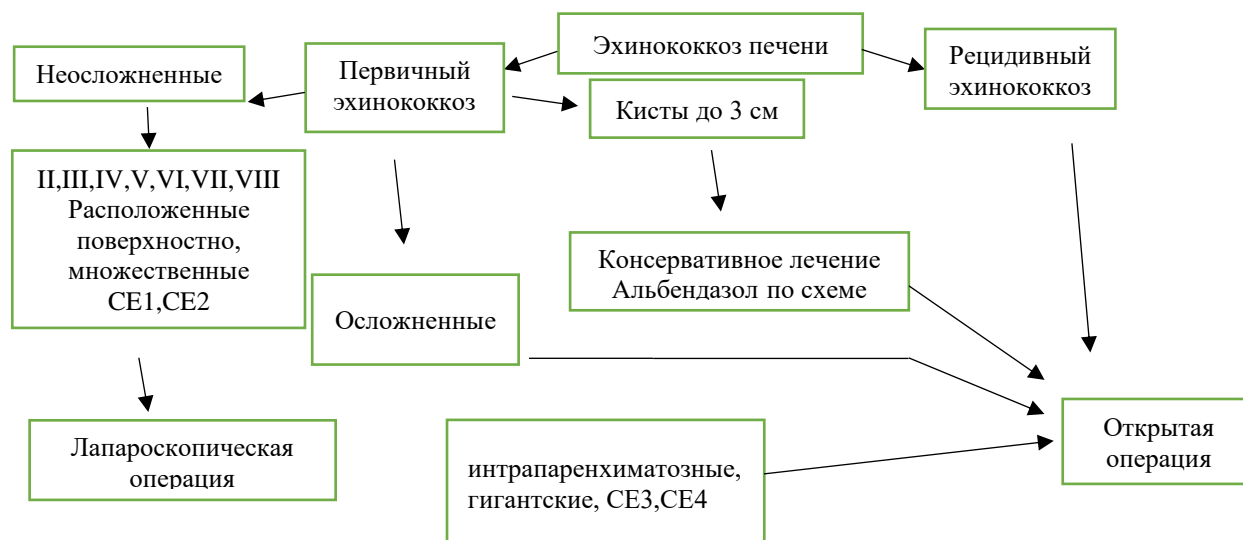 Эхинококкоз печени
Неосложненные
Первичный
эхинококкоз
Рецидивный
эхинококкоз
Кисты до 3 см
II,III,IV,V,VI,VII,VIII
Расположенные
поверхностно,
множественные
CE1,CE2
Консервативное лечение
Альбендазол по схеме
Осложненные
Лапароскопическая
операция
интрапаренхиматозные,
гигантские, CE3,CE4
Открытая
операция